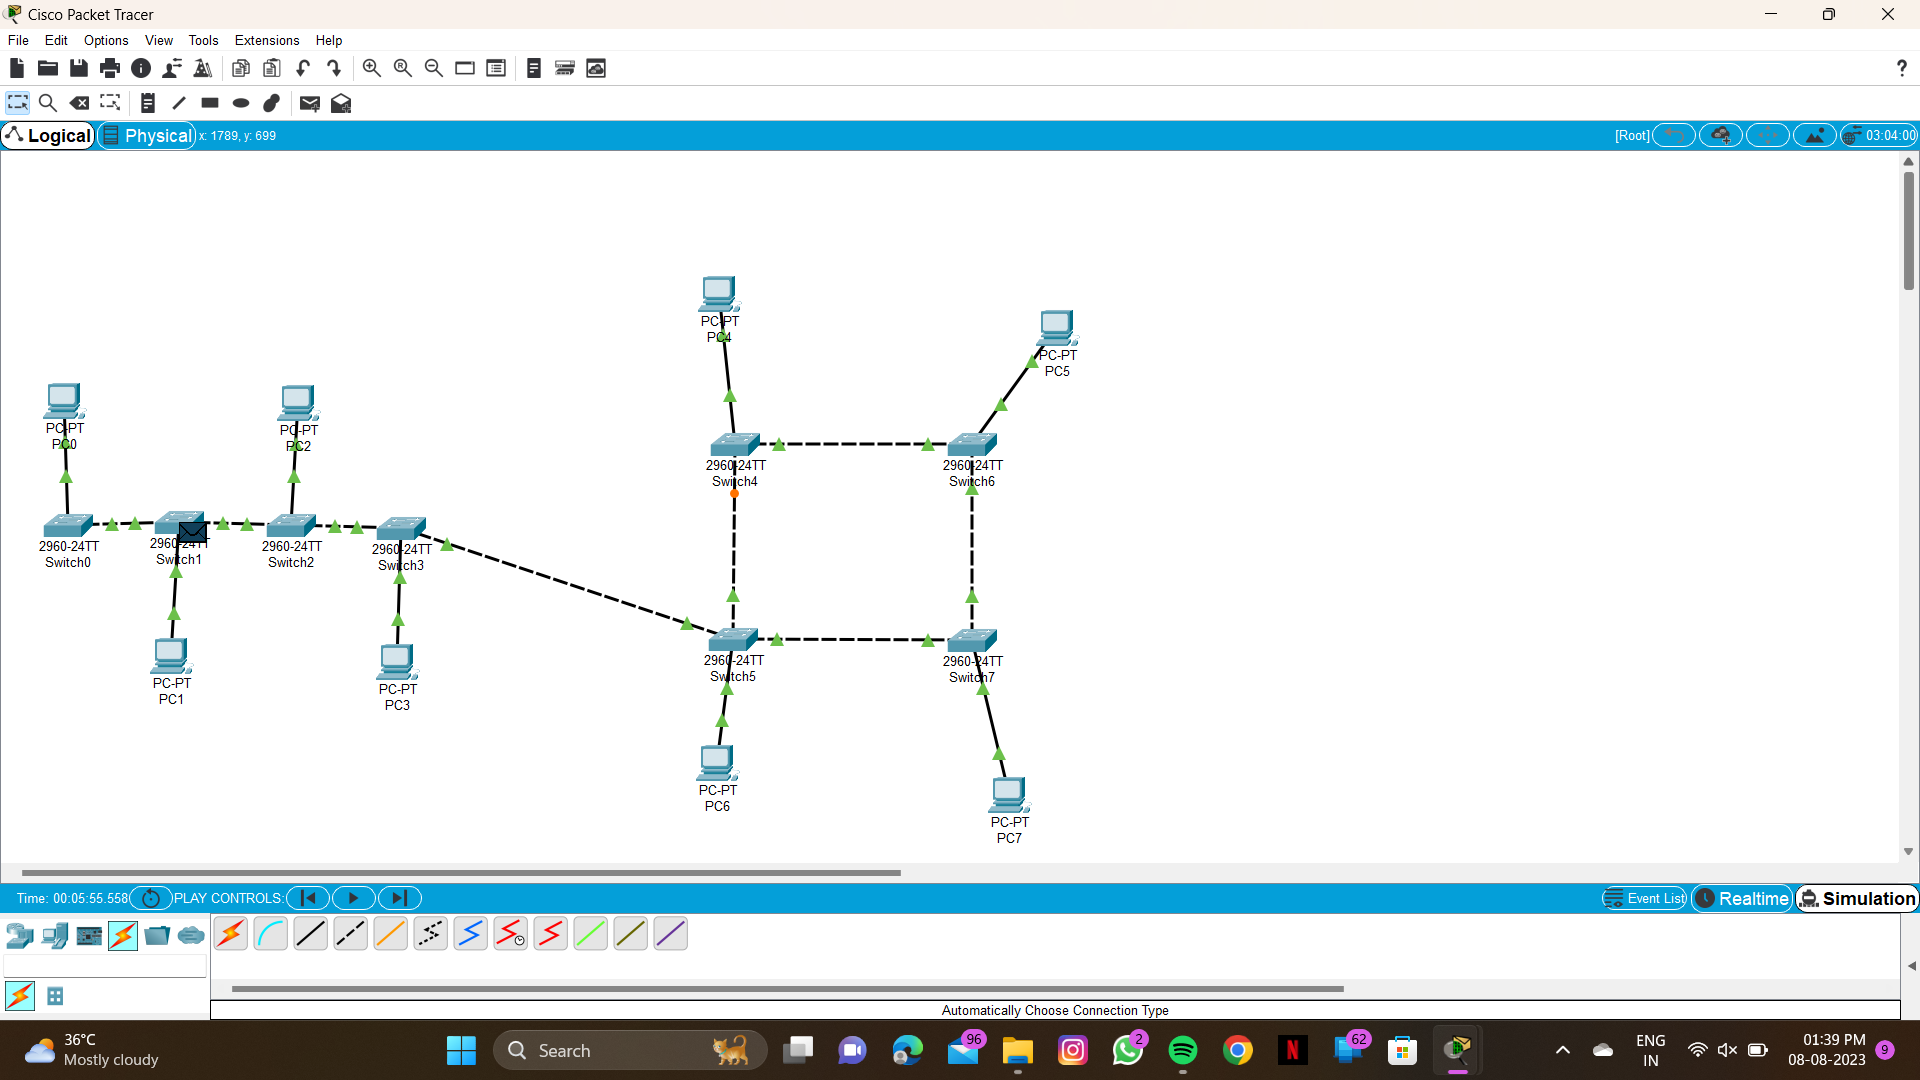 Cisco Packet Tracer
File Edit Options View Tools Extensions Help
Logical Physical x: 1789, y: 699 [Root] 03:04:00
PC-PT
PC4
PC-PT
PC5
PC-PT
PC0
PC-PT
PC2
2960-24TT
Switch4
2960-24TT
Switch6
2960-24TT
Switch0
2960-24TT
Switch1
2960-24TT
Switch2
2960-24TT
Switch3
2960-24TT
Switch5
2960-24TT
Switch7
PC-PT
PC1
PC-PT
PC3
PC-PT
PC6
PC-PT
PC7
Time: 00:05:55.558 PLAY CONTROLS: Event List Realtime Simulation
Automatically Choose Connection Type
36°C
Mostly cloudy
Search
96
2
62
ENG
IN
01:39 PM
08-08-2023
9